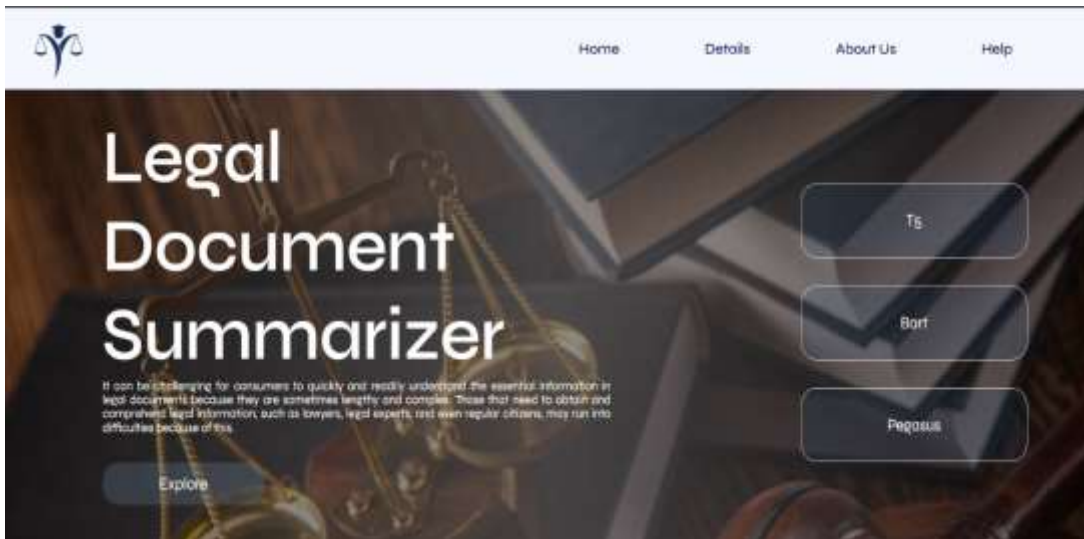 Home Details About Us Help
Legal
Document
Summarizer
It can be challenging for consumers to quickly and readily understand the essential information in
legal documents because they are sometimes lengthy and complex. Those that need to obtain and
comprehend legal information, such as lawyers, legal experts, and even regular citizens, may run into
difficulties because of this.
Explore
T5
Bart
Pegasus